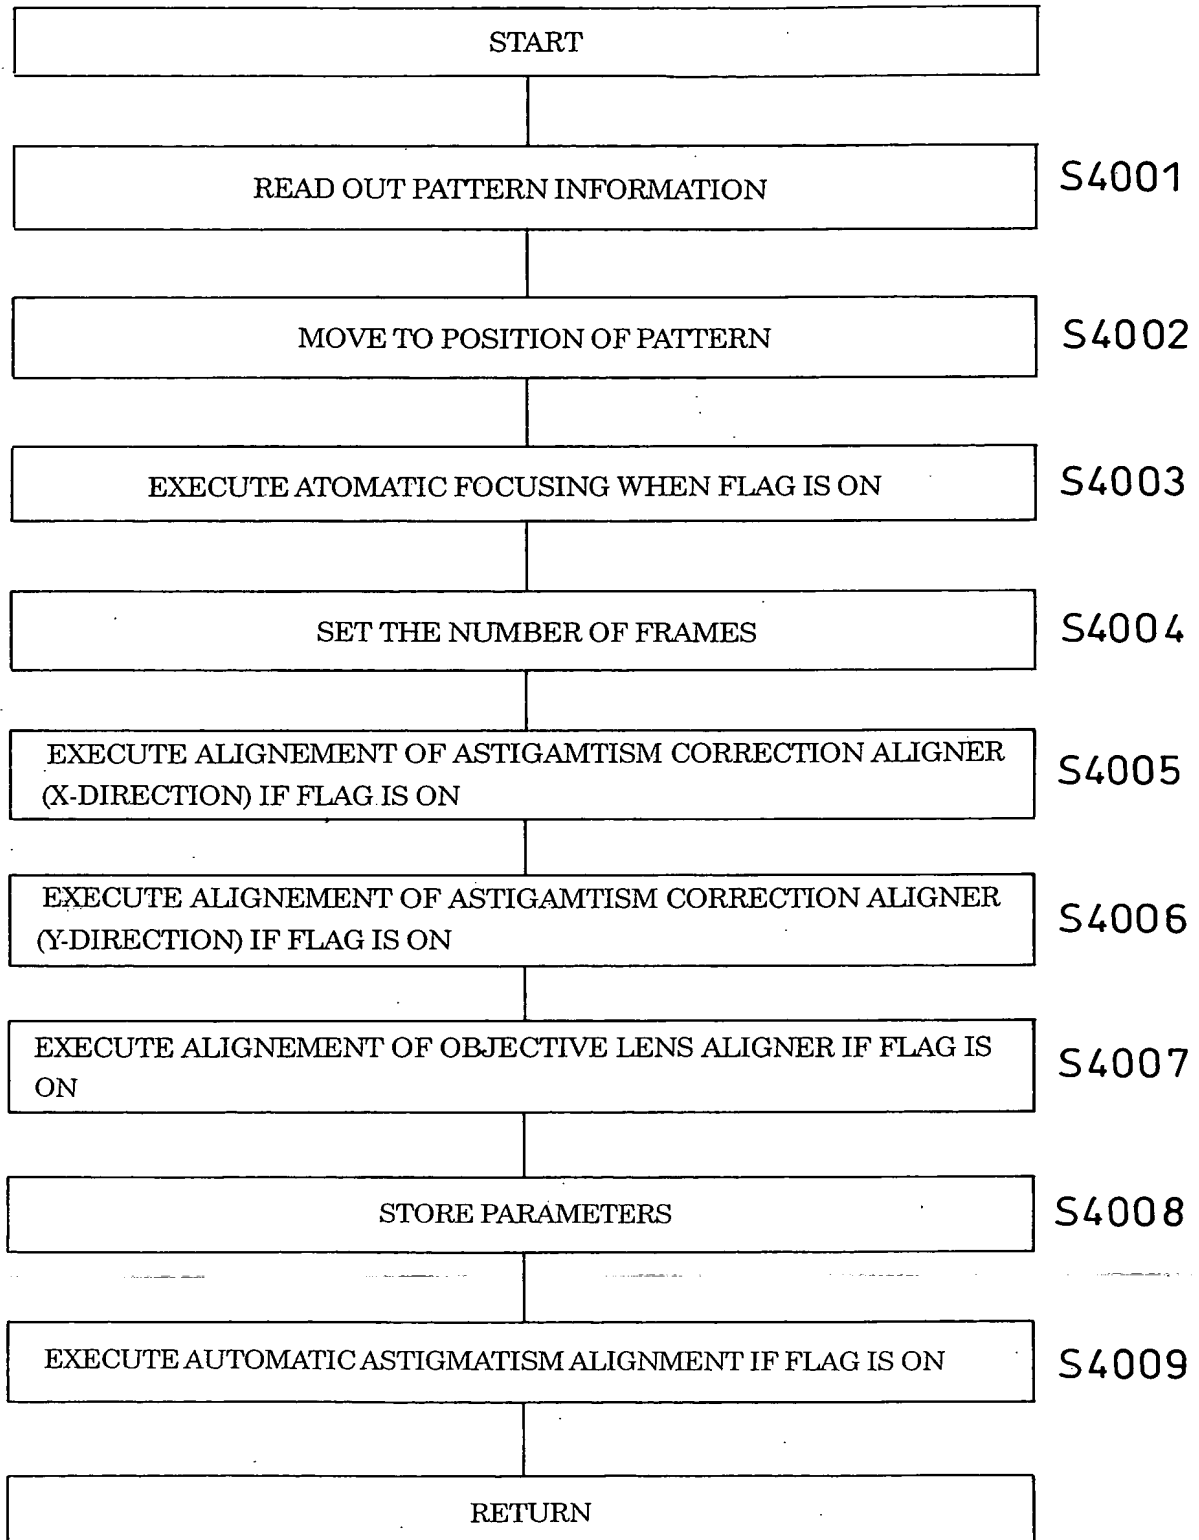 START
READ OUT PATTERN INFORMATION
S4001
MOVE TO POSITION OF PATTERN
S4002
EXECUTE ATOMATIC FOCUSING WHEN FLAG IS ON
S4003
SET THE NUMBER OF FRAMES
S4004
EXECUTE ALIGNEMENT OF ASTIGAMTISM CORRECTION ALIGNER
(X-DIRECTION) IF FLAG IS ON
S4005
EXECUTE ALIGNEMENT OF ASTIGAMTISM CORRECTION ALIGNER
(Y-DIRECTION) IF FLAG IS ON
S4006
EXECUTE ALIGNEMENT OF OBJECTIVE LENS ALIGNER IF FLAG IS
ON
S4007
STORE PARAMETERS
S4008
EXECUTE AUTOMATIC ASTIGMATISM ALIGNMENT IF FLAG IS ON
S4009
RETURN